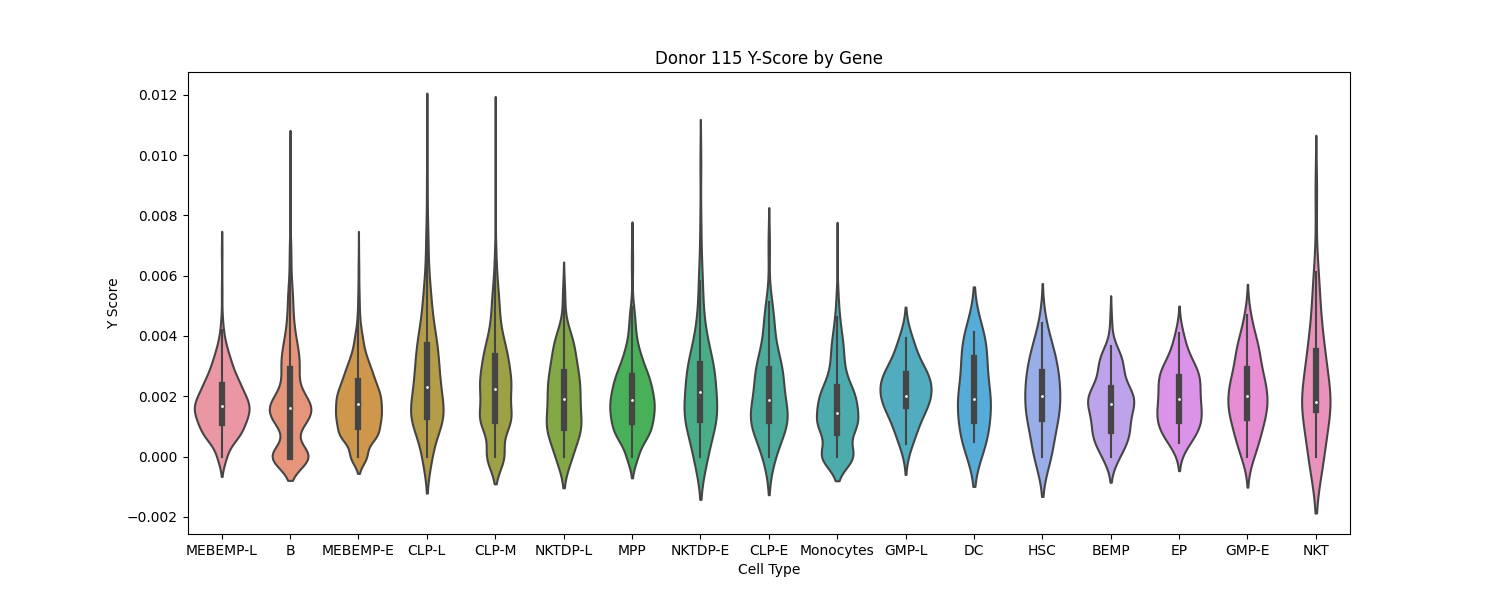 Donor 115 Y-Score by Gene
Y Score
0.012
0.010
0.008
0.006
0.004
0.002
0.000
−0.002
MEBEMP-L B MEBEMP-E CLP-L CLP-M NKTDP-L MPP NKTDP-E CLP-E Monocytes GMP-L DC HSC BEMP EP GMP-E NKT
Cell Type